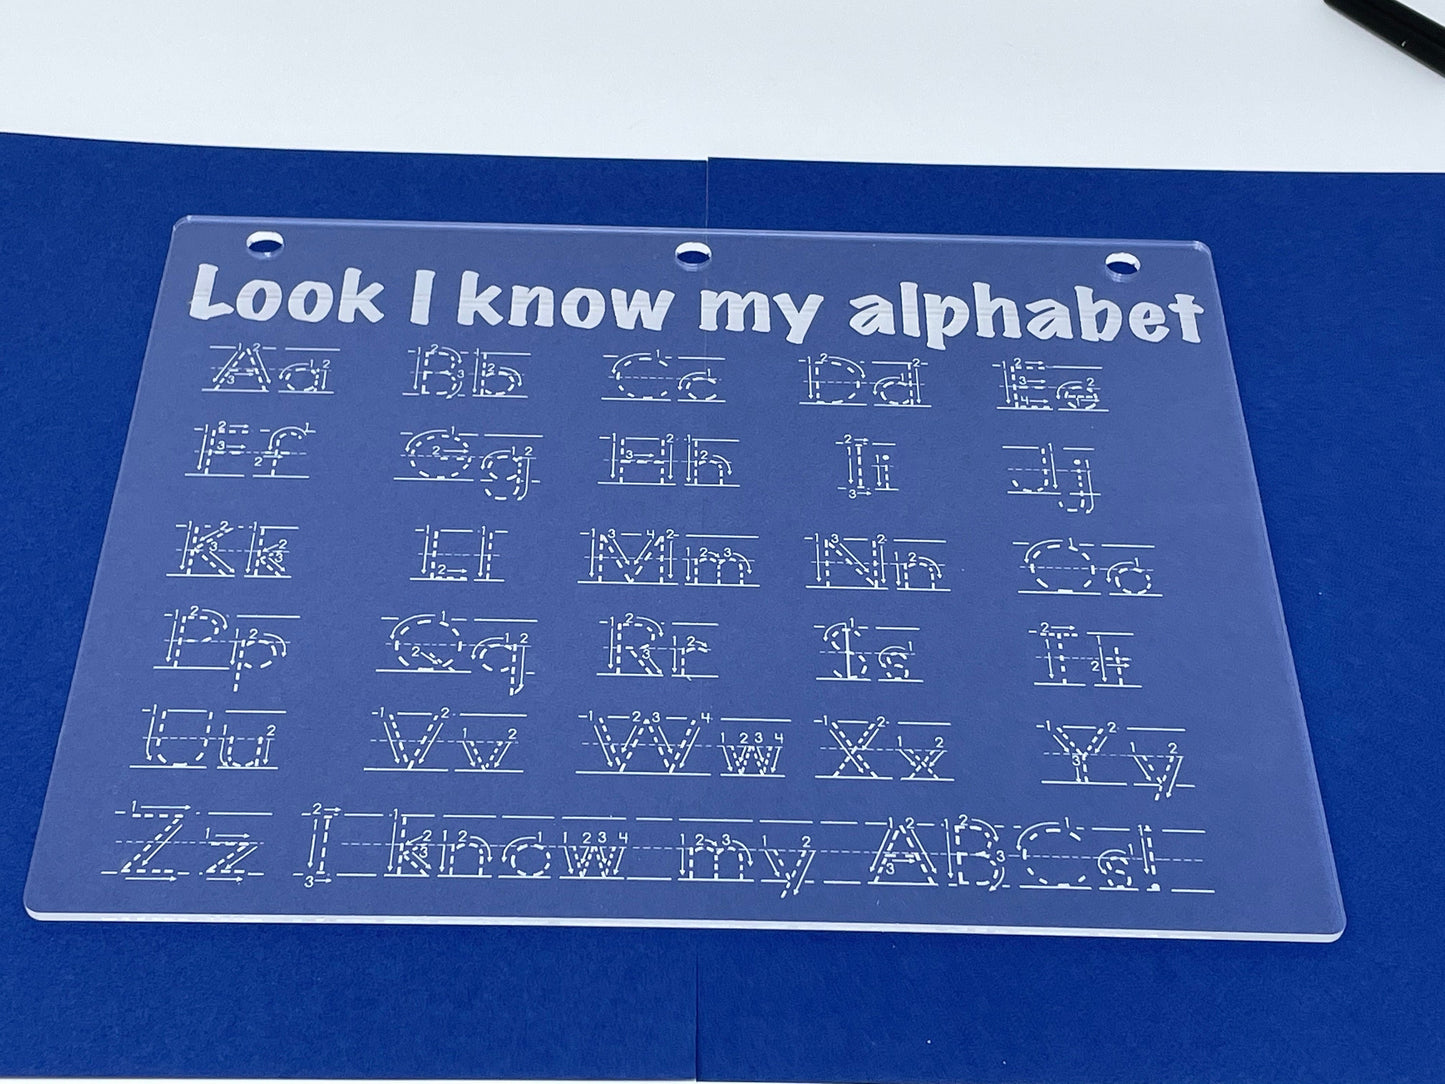 Look I know my alphabet
Aa Bb Cc Dd Ee
Ff Gg Hh Ii Jj
Kk Ll Mm Nn Oo
Pp Qq Rr Ss Tt
Uu Vv Ww Xx Yy
Zz I know my ABCs!